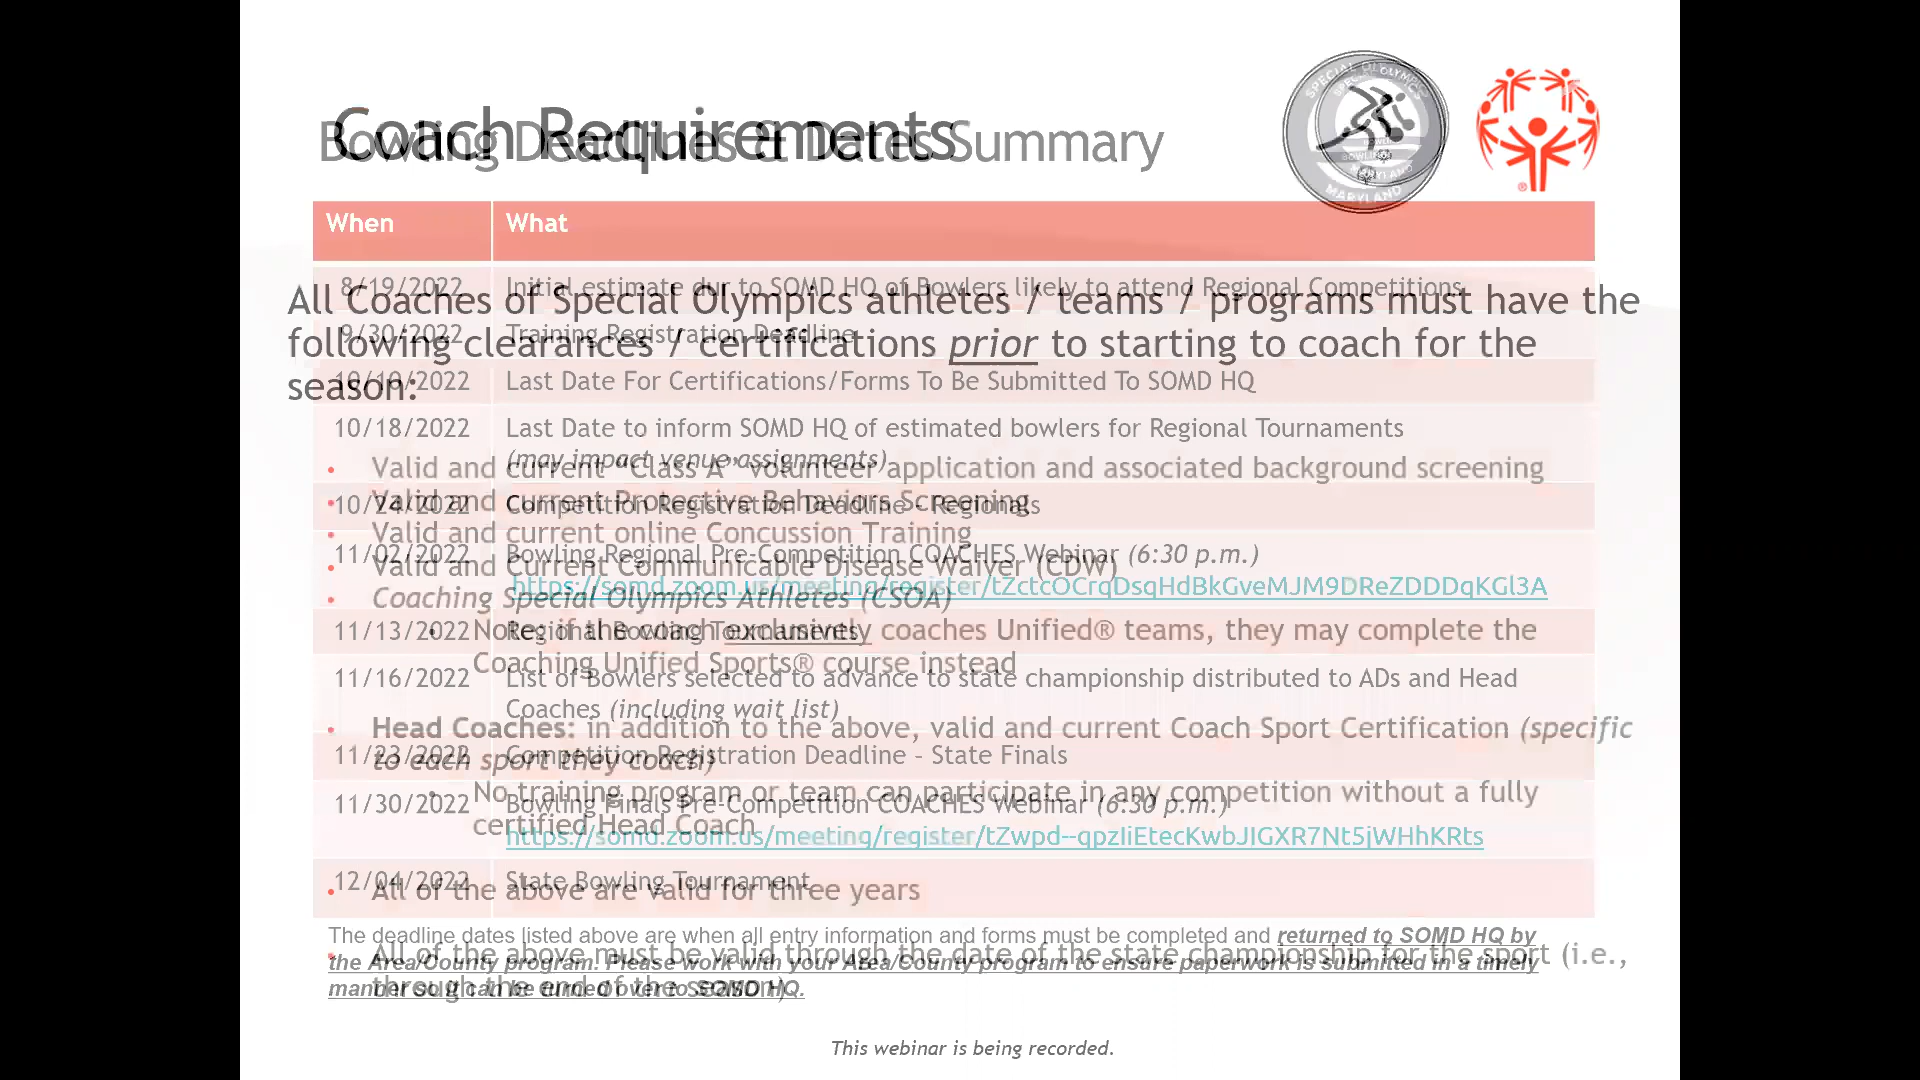 Bowling Deadlines & Dates Summary
When What
8/19/2022 Initial estimate dur to SOMD HQ of Bowlers likely to attend Regional Competitions
9/30/2022 Training Registration Deadline
10/10/2022 Last Date For Certifications/Forms To Be Submitted To SOMD HQ
10/18/2022 Last Date to inform SOMD HQ of estimated bowlers for Regional Tournaments
(may impact venue assignments)
10/24/2022 Competition Registration Deadline - Regionals
11/02/2022 Bowling Regional Pre-Competition COACHES Webinar (6:30 p.m.)
https://somd.zoom.us/meeting/register/tZctcOCrqDsqHdBkGveMJM9DReZDDDqKGl3A
11/13/2022 Regional Bowling Tournaments
11/16/2022 List of Bowlers selected to advance to state championship distributed to ADs and Head
Coaches (including wait list)
11/23/2022 Competition Registration Deadline – State Finals
11/30/2022 Bowling Finals Pre-Competition COACHES Webinar (6:30 p.m.)
https://somd.zoom.us/meeting/register/tZwpd--qpzIiEtecKwbJIGXR7Nt5jWHhKRts
12/04/2022 State Bowling Tournament
The deadline dates listed above are when all entry information and forms must be completed and returned to SOMD HQ by
the Area/County program. Please work with your Area/County program to ensure paperwork is submitted in a timely
manner so it can be turned over to SOMD HQ.
Coach Requirements
All Coaches of Special Olympics athletes / teams / programs must have the
following clearances / certifications prior to starting to coach for the
season:
• Valid and current “Class A” volunteer application and associated background screening
• Valid and current Protective Behaviors Screening
• Valid and current online Concussion Training
• Valid and Current Communicable Disease Waiver (CDW)
• Coaching Special Olympics Athletes (CSOA)
• Note: if the coach exclusively coaches Unified® teams, they may complete the
Coaching Unified Sports® course instead
• Head Coaches: in addition to the above, valid and current Coach Sport Certification (specific
to each sport they coach)
• No training program or team can participate in any competition without a fully
certified Head Coach
• All of the above are valid for three years
• All of the above must be valid through the date of the state championship for the sport (i.e.,
through the end of the season)
SPECIAL OLYMPICS
BOWLING
MARYLAND
®
This webinar is being recorded.